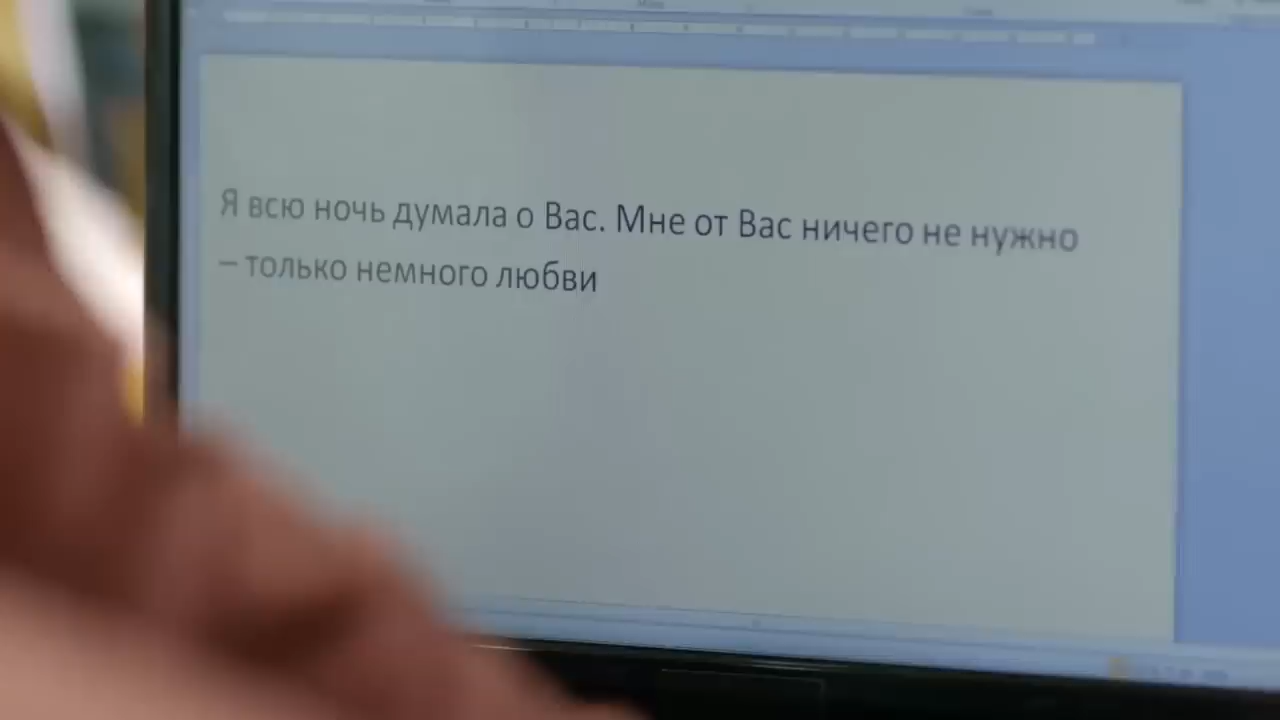 Я всю ночь думала о Вас. Мне от Вас ничего не нужно
– только немного любви